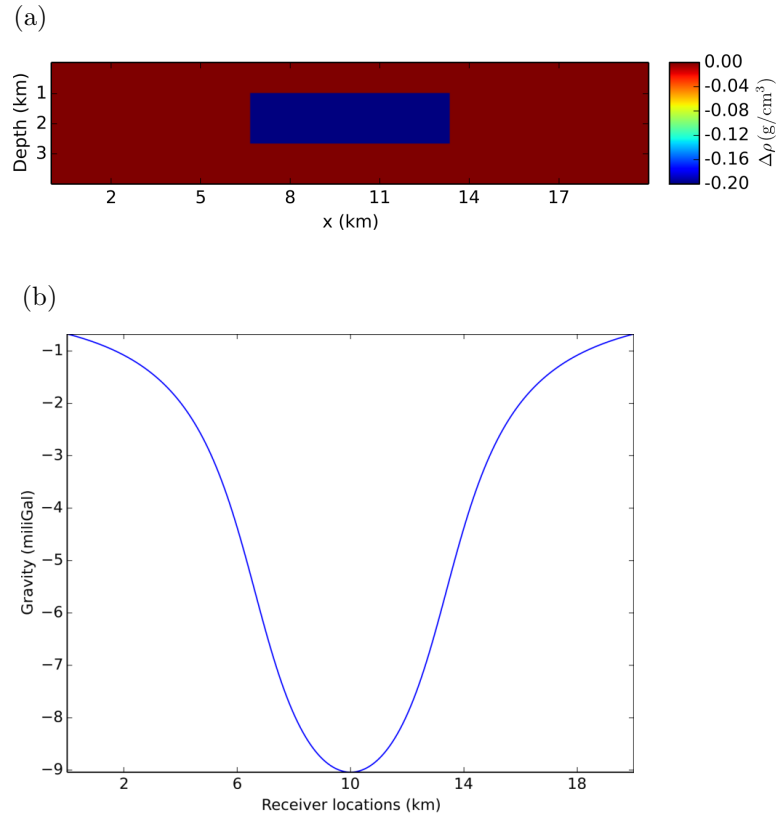 (a)
Depth (km)
1
2
3
2 5 8 11 14 17
x (km)
0.00
-0.04
-0.08
-0.12
-0.16
-0.20
Δρ (g/cm³)
(b)
Gravity (miliGal)
−1
−2
−3
−4
−5
−6
−7
−8
−9
2 6 10 14 18
Receiver locations (km)